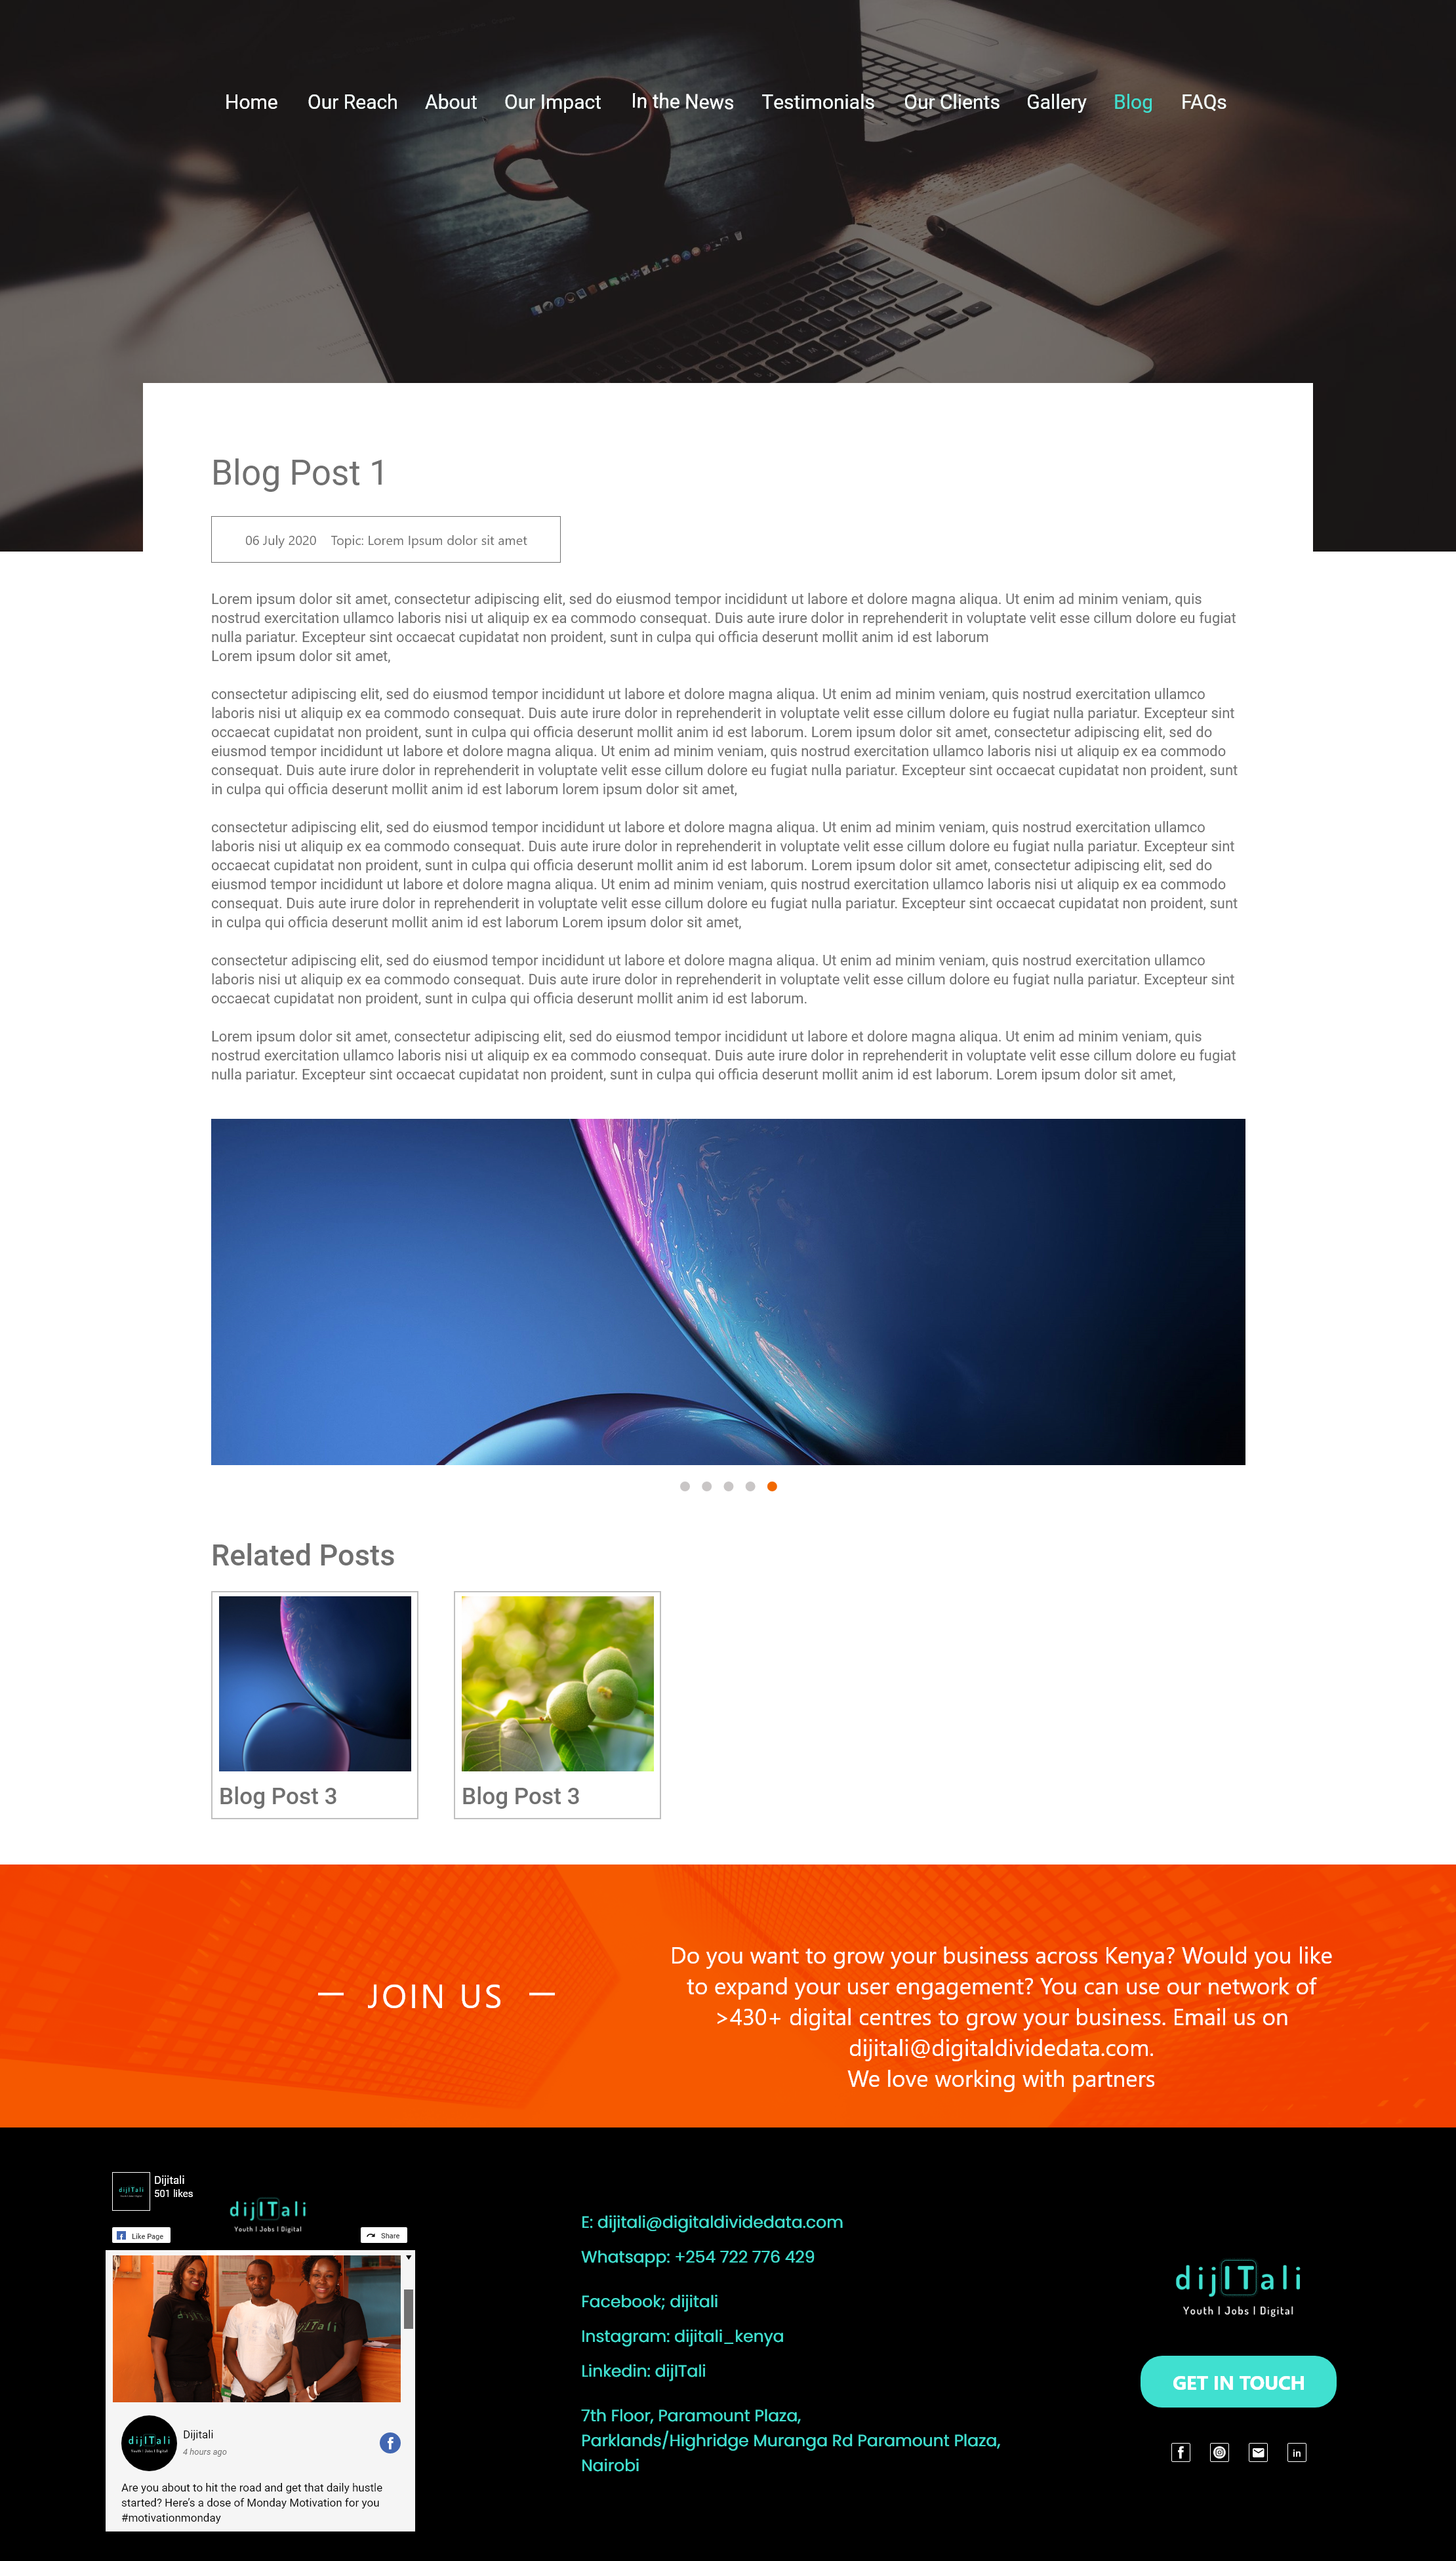 Home Our Reach About Our Impact In the News Testimonials Our Clients Gallery Blog FAQs
Blog Post 1
06 July 2020 Topic: Lorem Ipsum dolor sit amet
Lorem ipsum dolor sit amet, consectetur adipiscing elit, sed do eiusmod tempor incididunt ut labore et dolore magna aliqua. Ut enim ad minim veniam, quis
nostrud exercitation ullamco laboris nisi ut aliquip ex ea commodo consequat. Duis aute irure dolor in reprehenderit in voluptate velit esse cillum dolore eu fugiat
nulla pariatur. Excepteur sint occaecat cupidatat non proident, sunt in culpa qui officia deserunt mollit anim id est laborum
Lorem ipsum dolor sit amet,
consectetur adipiscing elit, sed do eiusmod tempor incididunt ut labore et dolore magna aliqua. Ut enim ad minim veniam, quis nostrud exercitation ullamco
laboris nisi ut aliquip ex ea commodo consequat. Duis aute irure dolor in reprehenderit in voluptate velit esse cillum dolore eu fugiat nulla pariatur. Excepteur sint
occaecat cupidatat non proident, sunt in culpa qui officia deserunt mollit anim id est laborum. Lorem ipsum dolor sit amet, consectetur adipiscing elit, sed do
eiusmod tempor incididunt ut labore et dolore magna aliqua. Ut enim ad minim veniam, quis nostrud exercitation ullamco laboris nisi ut aliquip ex ea commodo
consequat. Duis aute irure dolor in reprehenderit in voluptate velit esse cillum dolore eu fugiat nulla pariatur. Excepteur sint occaecat cupidatat non proident, sunt
in culpa qui officia deserunt mollit anim id est laborum lorem ipsum dolor sit amet,
consectetur adipiscing elit, sed do eiusmod tempor incididunt ut labore et dolore magna aliqua. Ut enim ad minim veniam, quis nostrud exercitation ullamco
laboris nisi ut aliquip ex ea commodo consequat. Duis aute irure dolor in reprehenderit in voluptate velit esse cillum dolore eu fugiat nulla pariatur. Excepteur sint
occaecat cupidatat non proident, sunt in culpa qui officia deserunt mollit anim id est laborum. Lorem ipsum dolor sit amet, consectetur adipiscing elit, sed do
eiusmod tempor incididunt ut labore et dolore magna aliqua. Ut enim ad minim veniam, quis nostrud exercitation ullamco laboris nisi ut aliquip ex ea commodo
consequat. Duis aute irure dolor in reprehenderit in voluptate velit esse cillum dolore eu fugiat nulla pariatur. Excepteur sint occaecat cupidatat non proident, sunt
in culpa qui officia deserunt mollit anim id est laborum Lorem ipsum dolor sit amet,
consectetur adipiscing elit, sed do eiusmod tempor incididunt ut labore et dolore magna aliqua. Ut enim ad minim veniam, quis nostrud exercitation ullamco
laboris nisi ut aliquip ex ea commodo consequat. Duis aute irure dolor in reprehenderit in voluptate velit esse cillum dolore eu fugiat nulla pariatur. Excepteur sint
occaecat cupidatat non proident, sunt in culpa qui officia deserunt mollit anim id est laborum.
Lorem ipsum dolor sit amet, consectetur adipiscing elit, sed do eiusmod tempor incididunt ut labore et dolore magna aliqua. Ut enim ad minim veniam, quis
nostrud exercitation ullamco laboris nisi ut aliquip ex ea commodo consequat. Duis aute irure dolor in reprehenderit in voluptate velit esse cillum dolore eu fugiat
nulla pariatur. Excepteur sint occaecat cupidatat non proident, sunt in culpa qui officia deserunt mollit anim id est laborum. Lorem ipsum dolor sit amet,
Related Posts
Blog Post 3
Blog Post 3
JOIN US
Do you want to grow your business across Kenya? Would you like
to expand your user engagement? You can use our network of
>430+ digital centres to grow your business. Email us on
dijitali@digitaldividedata.com.
We love working with partners
dijITali
Dijitali
501 likes
dijITali
Youth | Jobs | Digital
Like Page
Share
dijITali
dijITali
Youth | Jobs | Digital
Dijitali
4 hours ago
Are you about to hit the road and get that daily hustle
started? Here's a dose of Monday Motivation for you
#motivationmonday
E: dijitali@digitaldividedata.com
Whatsapp: +254 722 776 429
Facebook; dijitali
Instagram: dijitali_kenya
Linkedin: dijITali
7th Floor, Paramount Plaza,
Parklands/Highridge Muranga Rd Paramount Plaza,
Nairobi
dijITali
Youth | Jobs | Digital
GET IN TOUCH